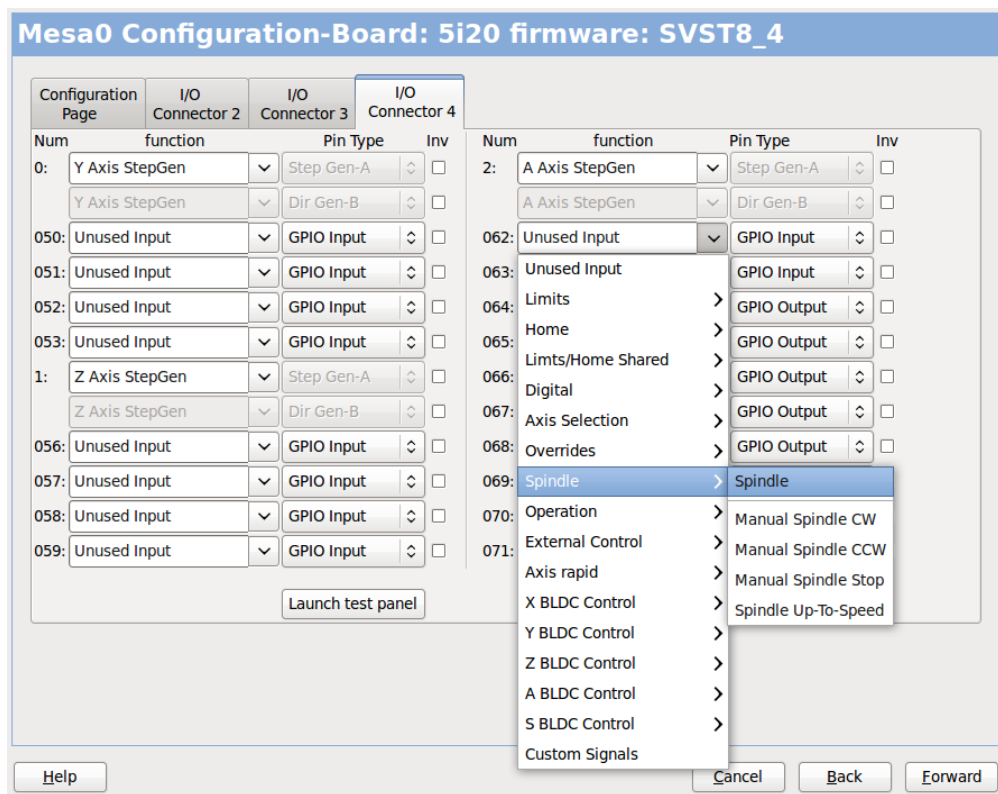 Mesa0 Configuration-Board: 5i20 firmware: SVST8_4
Configuration Page
I/O Connector 2
I/O Connector 3
I/O Connector 4
Num function Pin Type Inv
0: Y Axis StepGen Step Gen-A
Y Axis StepGen Dir Gen-B
050: Unused Input GPIO Input
051: Unused Input GPIO Input
052: Unused Input GPIO Input
053: Unused Input GPIO Input
1: Z Axis StepGen Step Gen-A
Z Axis StepGen Dir Gen-B
056: Unused Input GPIO Input
057: Unused Input GPIO Input
058: Unused Input GPIO Input
059: Unused Input GPIO Input
Launch test panel
Num function Pin Type Inv
2: A Axis StepGen Step Gen-A
A Axis StepGen Dir Gen-B
062: Unused Input GPIO Input
063: GPIO Input
064: GPIO Output
065: GPIO Output
066: GPIO Output
067: GPIO Output
068: GPIO Output
069:
070:
071:
Unused Input
Limits
Home
Limts/Home Shared
Digital
Axis Selection
Overrides
Spindle
Operation
External Control
Axis rapid
X BLDC Control
Y BLDC Control
Z BLDC Control
A BLDC Control
S BLDC Control
Custom Signals
Spindle
Manual Spindle CW
Manual Spindle CCW
Manual Spindle Stop
Spindle Up-To-Speed
Help
Cancel
Back
Forward